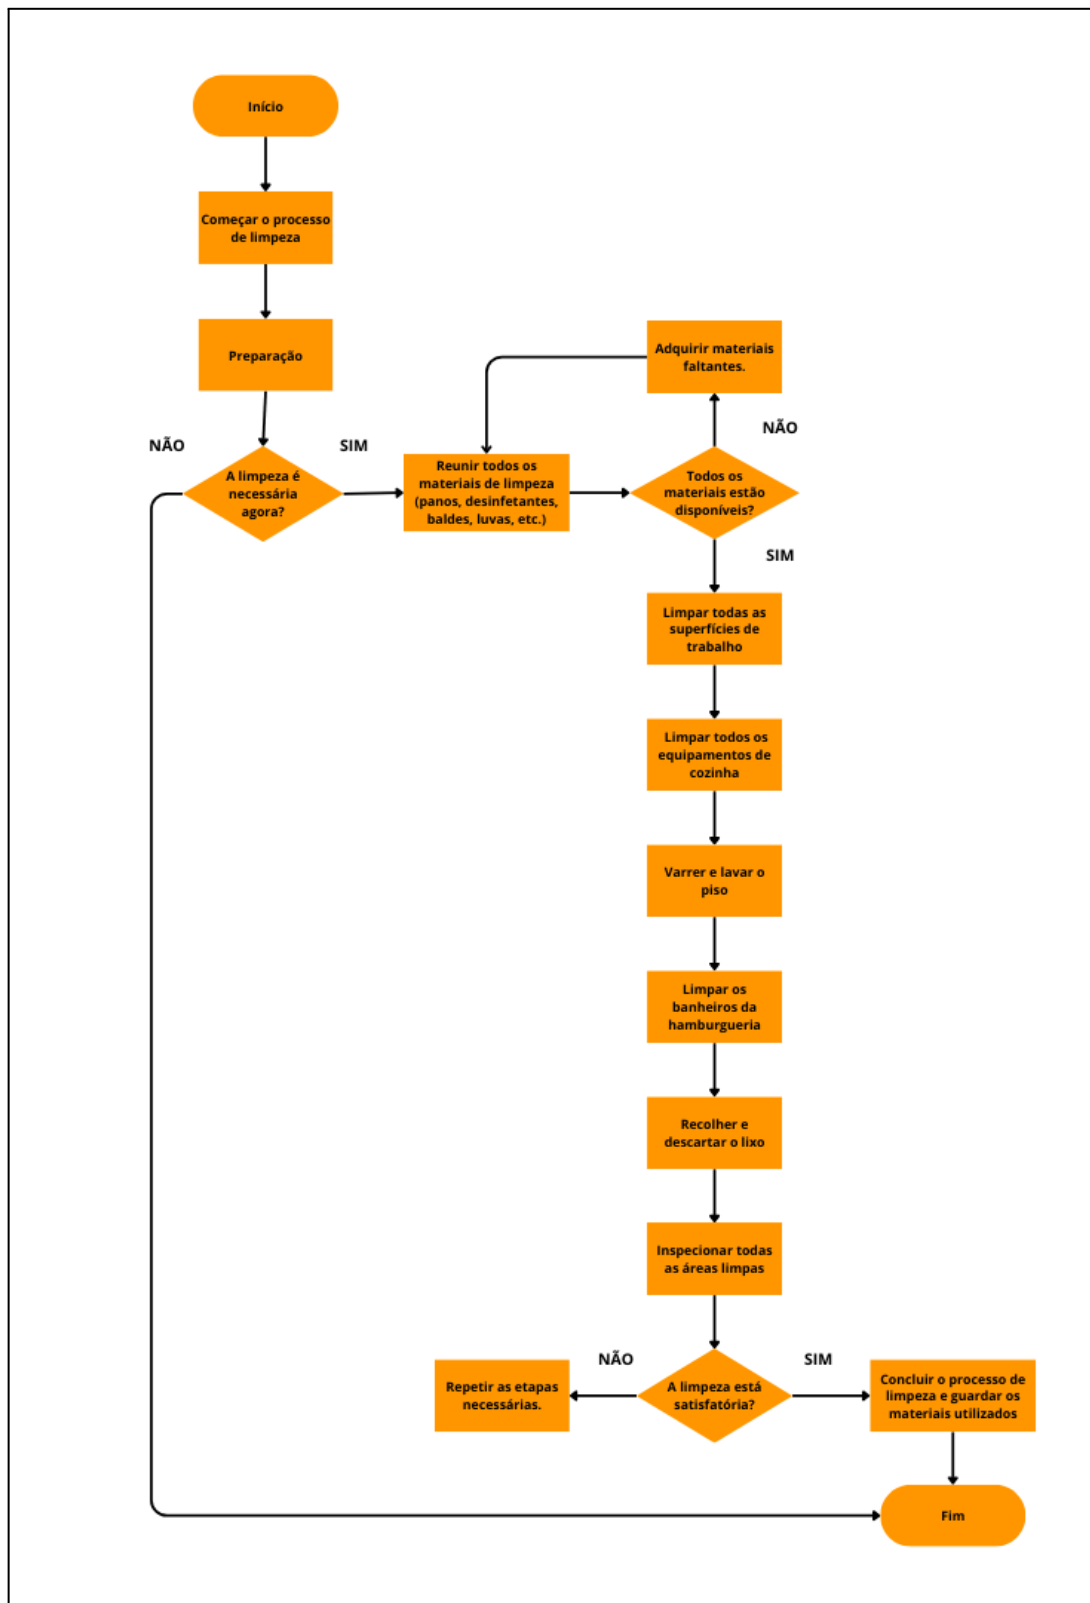 Início
Começar o processo
de limpeza
Preparação
NÃO
SIM
A limpeza é
necessária
agora?
Reunir todos os
materiais de limpeza
(panos, desinfetantes,
baldes, luvas, etc.)
Adquirir materiais
faltantes.
NÃO
Todos os
materiais estão
disponíveis?
SIM
Limpar todas as
superfícies de
trabalho
Limpar todos os
equipamentos de
cozinha
Varrer e lavar o
piso
Limpar os
banheiros da
hamburgueria
Recolher e
descartar o lixo
Inspecionar todas
as áreas limpas
NÃO
SIM
Repetir as etapas
necessárias.
A limpeza está
satisfatória?
Concluir o processo de
limpeza e guardar os
materiais utilizados
Fim